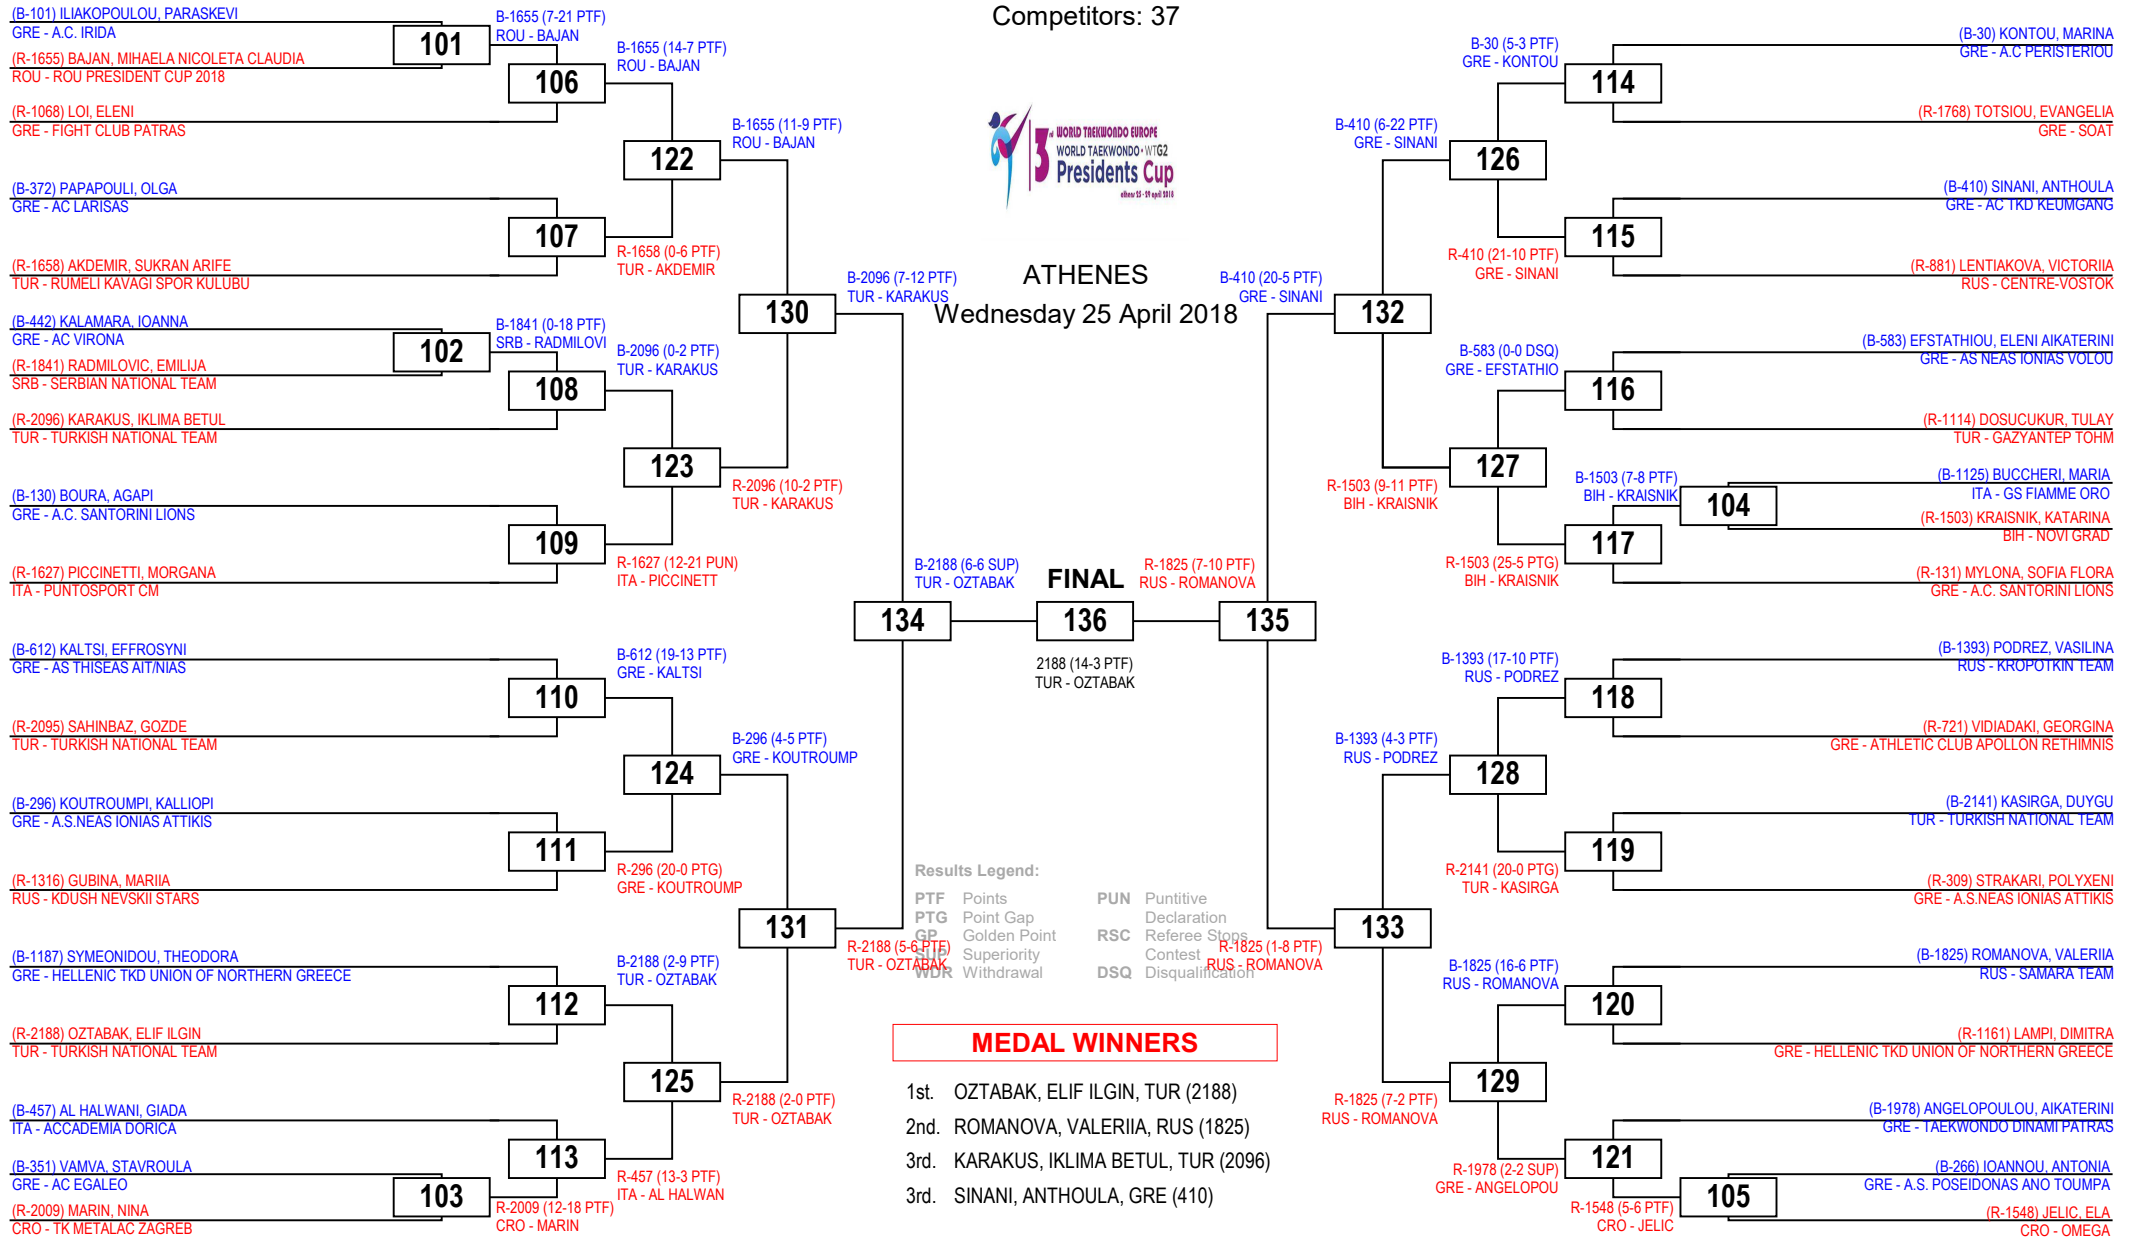 Competitors: 37
(B-101) ILIAKOPOULOU, PARASKEVI
GRE - A.C. IRIDA
101
(R-1655) BAJAN, MIHAELA NICOLETA CLAUDIA
ROU - ROU PRESIDENT CUP 2018
B-1655 (7-21 PTF)
ROU - BAJAN
106
(R-1068) LOI, ELENI
GRE - FIGHT CLUB PATRAS
B-1655 (14-7 PTF)
ROU - BAJAN
122
(B-372) PAPAPOULI, OLGA
GRE - AC LARISAS
107
(R-1658) AKDEMIR, SUKRAN ARIFE
TUR - RUMELI KAVAGI SPOR KULUBU
R-1658 (0-6 PTF)
TUR - AKDEMIR
B-1655 (11-9 PTF)
ROU - BAJAN
130
(B-442) KALAMARA, IOANNA
GRE - AC VIRONA
102
(R-1841) RADMILOVIC, EMILIJA
SRB - SERBIAN NATIONAL TEAM
B-1841 (0-18 PTF)
SRB - RADMILOVI
108
(R-2096) KARAKUS, IKLIMA BETUL
TUR - TURKISH NATIONAL TEAM
B-2096 (0-2 PTF)
TUR - KARAKUS
123
(B-130) BOURA, AGAPI
GRE - A.C. SANTORINI LIONS
109
(R-1627) PICCINETTI, MORGANA
ITA - PUNTOSPORT CM
R-1627 (12-21 PUN)
ITA - PICCINETT
R-2096 (10-2 PTF)
TUR - KARAKUS
B-2096 (7-12 PTF)
TUR - KARAKUS
134
(B-612) KALTSI, EFFROSYNI
GRE - AS THISEAS AIT/NIAS
110
(R-2095) SAHINBAZ, GOZDE
TUR - TURKISH NATIONAL TEAM
B-612 (19-13 PTF)
GRE - KALTSI
124
(B-296) KOUTROUMPI, KALLIOPI
GRE - A.S.NEAS IONIAS ATTIKIS
111
(R-1316) GUBINA, MARIIA
RUS - KDUSH NEVSKII STARS
R-296 (20-0 PTG)
GRE - KOUTROUMP
B-296 (4-5 PTF)
GRE - KOUTROUMP
131
(B-1187) SYMEONIDOU, THEODORA
GRE - HELLENIC TKD UNION OF NORTHERN GREECE
112
(R-2188) OZTABAK, ELIF ILGIN
TUR - TURKISH NATIONAL TEAM
B-2188 (2-9 PTF)
TUR - OZTABAK
125
(B-457) AL HALWANI, GIADA
ITA - ACCADEMIA DORICA
113
(B-351) VAMVA, STAVROULA
GRE - AC EGALEO
103
(R-2009) MARIN, NINA
CRO - TK METALAC ZAGREB
R-2009 (12-18 PTF)
CRO - MARIN
R-457 (13-3 PTF)
ITA - AL HALWAN
R-2188 (2-0 PTF)
TUR - OZTABAK
R-2188 (5-6 PTF)
TUR - OZTABAK
3rd WORLD TAEKWONDO EUROPE
WORLD TAEKWONDO • WTG2
Presidents Cup
athens 25 - 29 april 2018
ATHENES
Wednesday 25 April 2018
B-2188 (6-6 SUP)
TUR - OZTABAK
FINAL
R-1825 (7-10 PTF)
RUS - ROMANOVA
136
2188 (14-3 PTF)
TUR - OZTABAK
135
(B-30) KONTOU, MARINA
GRE - A.C PERISTERIOU
114
(R-1768) TOTSIOU, EVANGELIA
GRE - SOAT
B-30 (5-3 PTF)
GRE - KONTOU
126
(B-410) SINANI, ANTHOULA
GRE - AC TKD KEUMGANG
115
(R-881) LENTIAKOVA, VICTORIIA
RUS - CENTRE-VOSTOK
R-410 (21-10 PTF)
GRE - SINANI
B-410 (6-22 PTF)
GRE - SINANI
132
B-410 (20-5 PTF)
GRE - SINANI
(B-583) EFSTATHIOU, ELENI AIKATERINI
GRE - AS NEAS IONIAS VOLOU
116
(R-1114) DOSUCUKUR, TULAY
TUR - GAZYANTEP TOHM
B-583 (0-0 DSQ)
GRE - EFSTATHIO
127
(B-1125) BUCCHERI, MARIA
ITA - GS FIAMME ORO
104
(R-1503) KRAISNIK, KATARINA
BIH - NOVI GRAD
B-1503 (7-8 PTF)
BIH - KRAISNIK
117
(R-131) MYLONA, SOFIA FLORA
GRE - A.C. SANTORINI LIONS
R-1503 (25-5 PTG)
BIH - KRAISNIK
R-1503 (9-11 PTF)
BIH - KRAISNIK
(B-1393) PODREZ, VASILINA
RUS - KROPOTKIN TEAM
118
(R-721) VIDIADAKI, GEORGINA
GRE - ATHLETIC CLUB APOLLON RETHIMNIS
B-1393 (17-10 PTF)
RUS - PODREZ
128
(B-2141) KASIRGA, DUYGU
TUR - TURKISH NATIONAL TEAM
119
(R-309) STRAKARI, POLYXENI
GRE - A.S.NEAS IONIAS ATTIKIS
R-2141 (20-0 PTG)
TUR - KASIRGA
B-1393 (4-3 PTF)
RUS - PODREZ
133
R-1825 (1-8 PTF)
RUS - ROMANOVA
(B-1825) ROMANOVA, VALERIIA
RUS - SAMARA TEAM
120
(R-1161) LAMPI, DIMITRA
GRE - HELLENIC TKD UNION OF NORTHERN GREECE
B-1825 (16-6 PTF)
RUS - ROMANOVA
129
(B-1978) ANGELOPOULOU, AIKATERINI
GRE - TAEKWONDO DINAMI PATRAS
121
(B-266) IOANNOU, ANTONIA
GRE - A.S. POSEIDONAS ANO TOUMPA
105
(R-1548) JELIC, ELA
CRO - OMEGA
R-1548 (5-6 PTF)
CRO - JELIC
R-1978 (2-2 SUP)
GRE - ANGELOPOU
R-1825 (7-2 PTF)
RUS - ROMANOVA
Results Legend:
PTF Points
PTG Point Gap
GP Golden Point
SUP Superiority
WDR Withdrawal
PUN Puntitive
Declaration
RSC Referee Stops
Contest
DSQ Disqualification
MEDAL WINNERS
1st. OZTABAK, ELIF ILGIN, TUR (2188)
2nd. ROMANOVA, VALERIIA, RUS (1825)
3rd. KARAKUS, IKLIMA BETUL, TUR (2096)
3rd. SINANI, ANTHOULA, GRE (410)